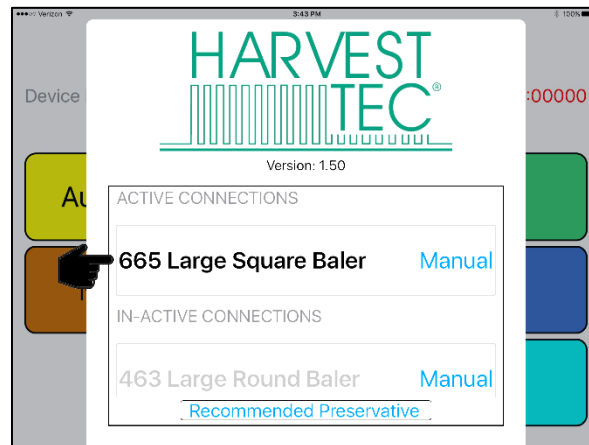 Verizon
3:43 PM
100%
HARVEST
TEC®
Device
:00000
Version: 1.50
Au
ACTIVE CONNECTIONS
665 Large Square Baler Manual
IN-ACTIVE CONNECTIONS
463 Large Round Baler Manual
Recommended Preservative